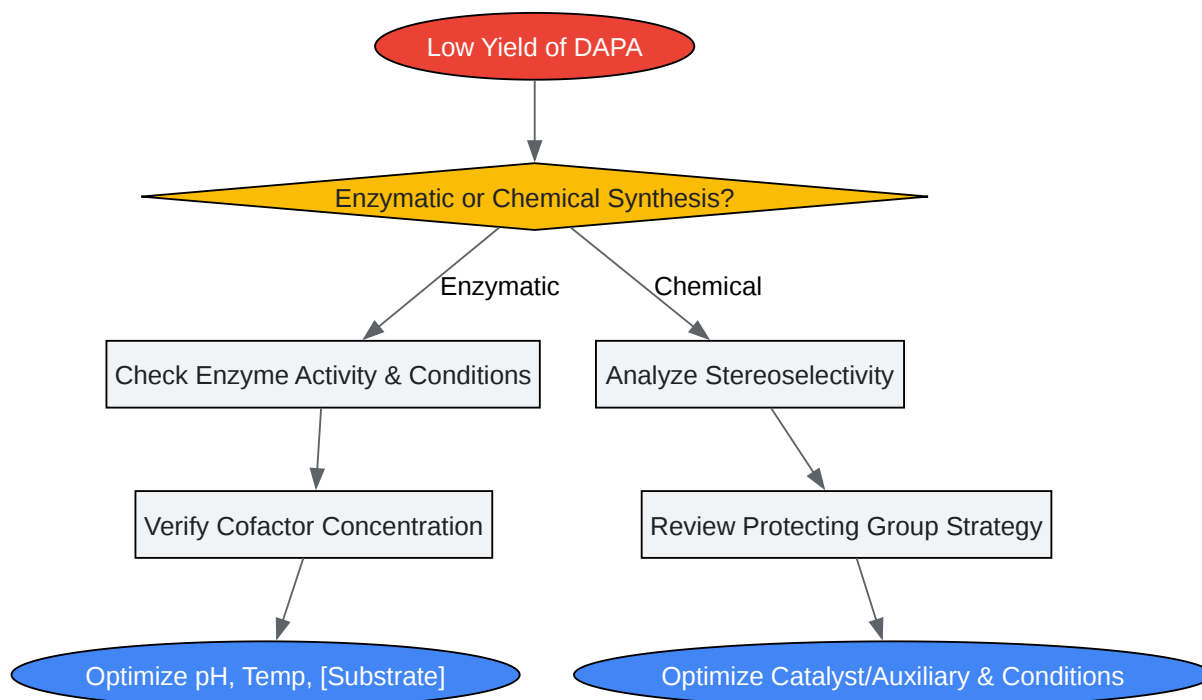 Low Yield of DAPA
Enzymatic or Chemical Synthesis?
Enzymatic
Chemical
Check Enzyme Activity & Conditions
Analyze Stereoselectivity
Verify Cofactor Concentration
Review Protecting Group Strategy
Optimize pH, Temp, [Substrate]
Optimize Catalyst/Auxiliary & Conditions